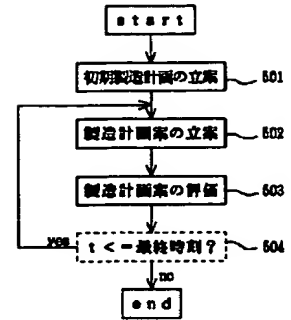 start
初期製造計画の立案
501
製造計画案の立案
502
製造計画案の評価
503
t<=最終時刻?
504
yes
no
end